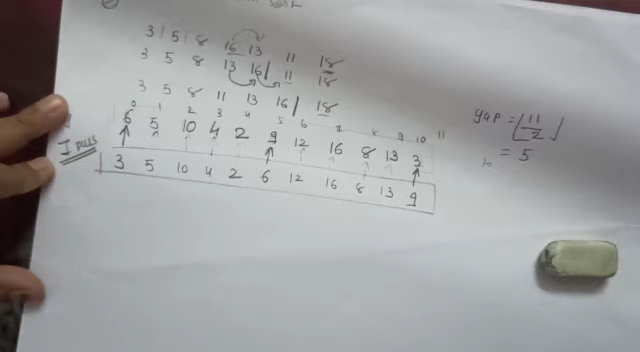 3 | 5 | 8 16 13 11 18
3 5 8 13 16 | 11 18
3 5 8 11 13 16 | 18
0 1 2 3 4 5 6 7 8 9 10 11
6 5 10 4 2 9 12 16 8 13 3
I pass
3 5 10 4 2 6 12 16 8 13 9
gap = ⌊11/2⌋
= 5